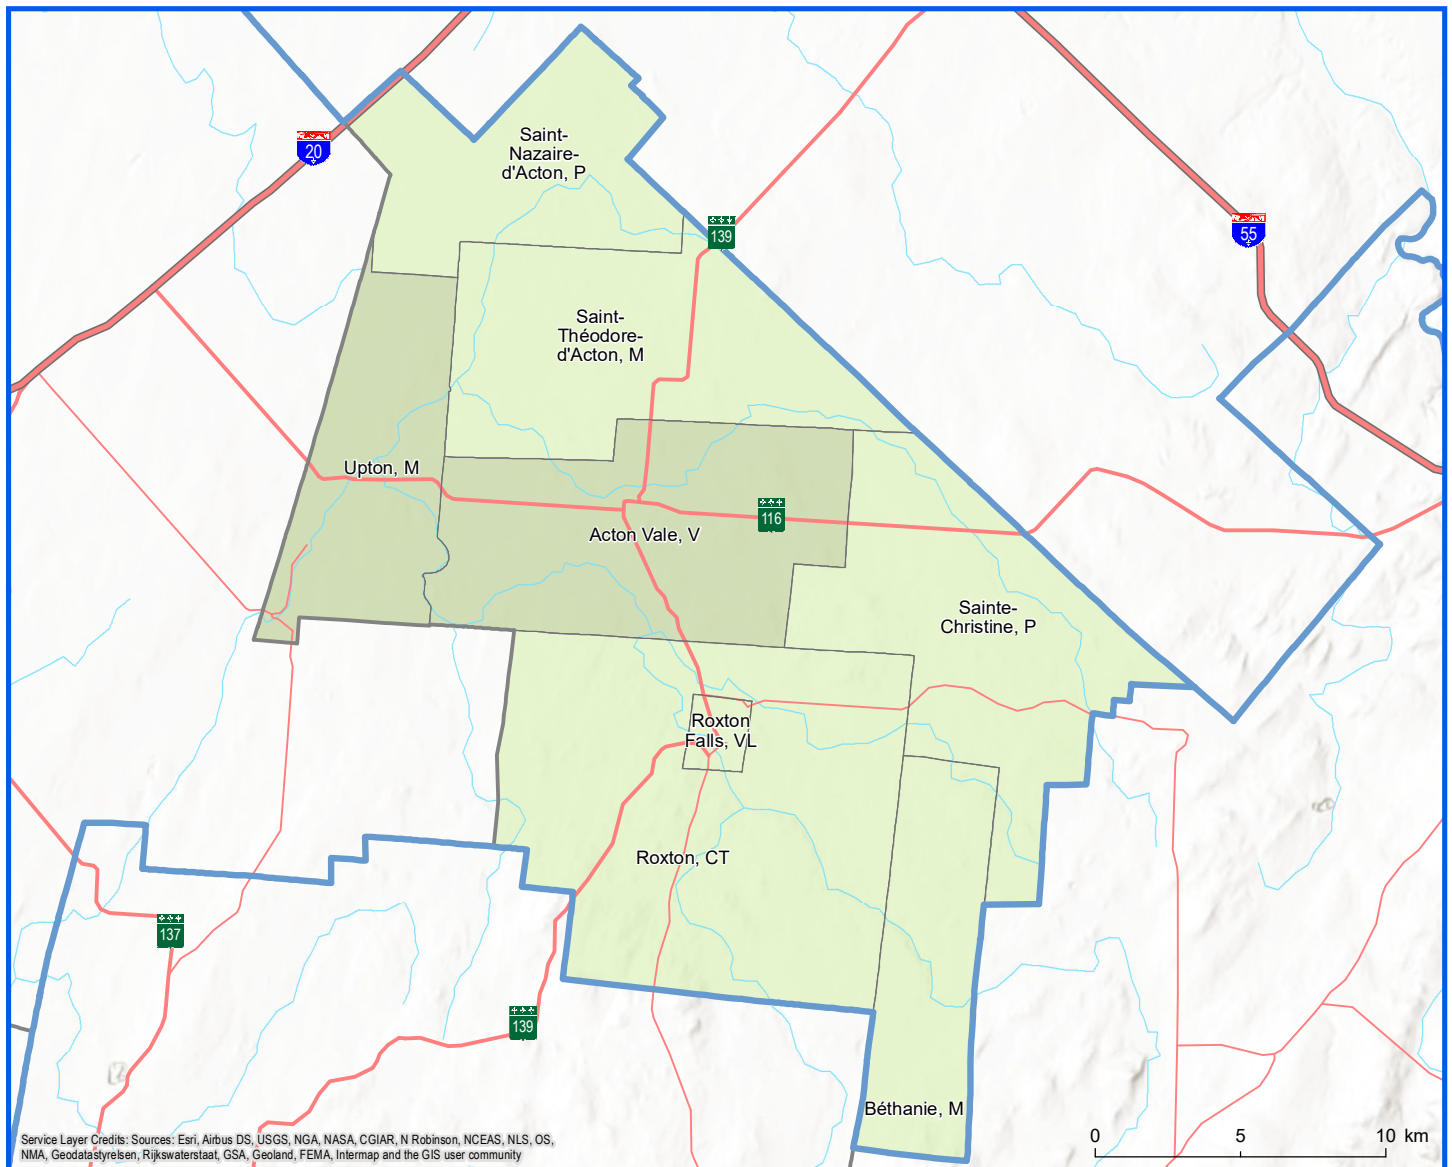 Saint-
Nazaire-
d'Acton, P
20
139
55
Saint-
Théodore-
d'Acton, M
Upton, M
116
Acton Vale, V
Sainte-
Christine, P
Roxton
Falls, VL
Roxton, CT
137
139
Béthanie, M
0 5 10 km
Service Layer Credits: Sources: Esri, Airbus DS, USGS, NGA, NASA, CGIAR, N Robinson, NCEAS, NLS, OS,
NMA, Geodatastyrelsen, Rijkswaterstaat, GSA, Geoland, FEMA, Intermap and the GIS user community